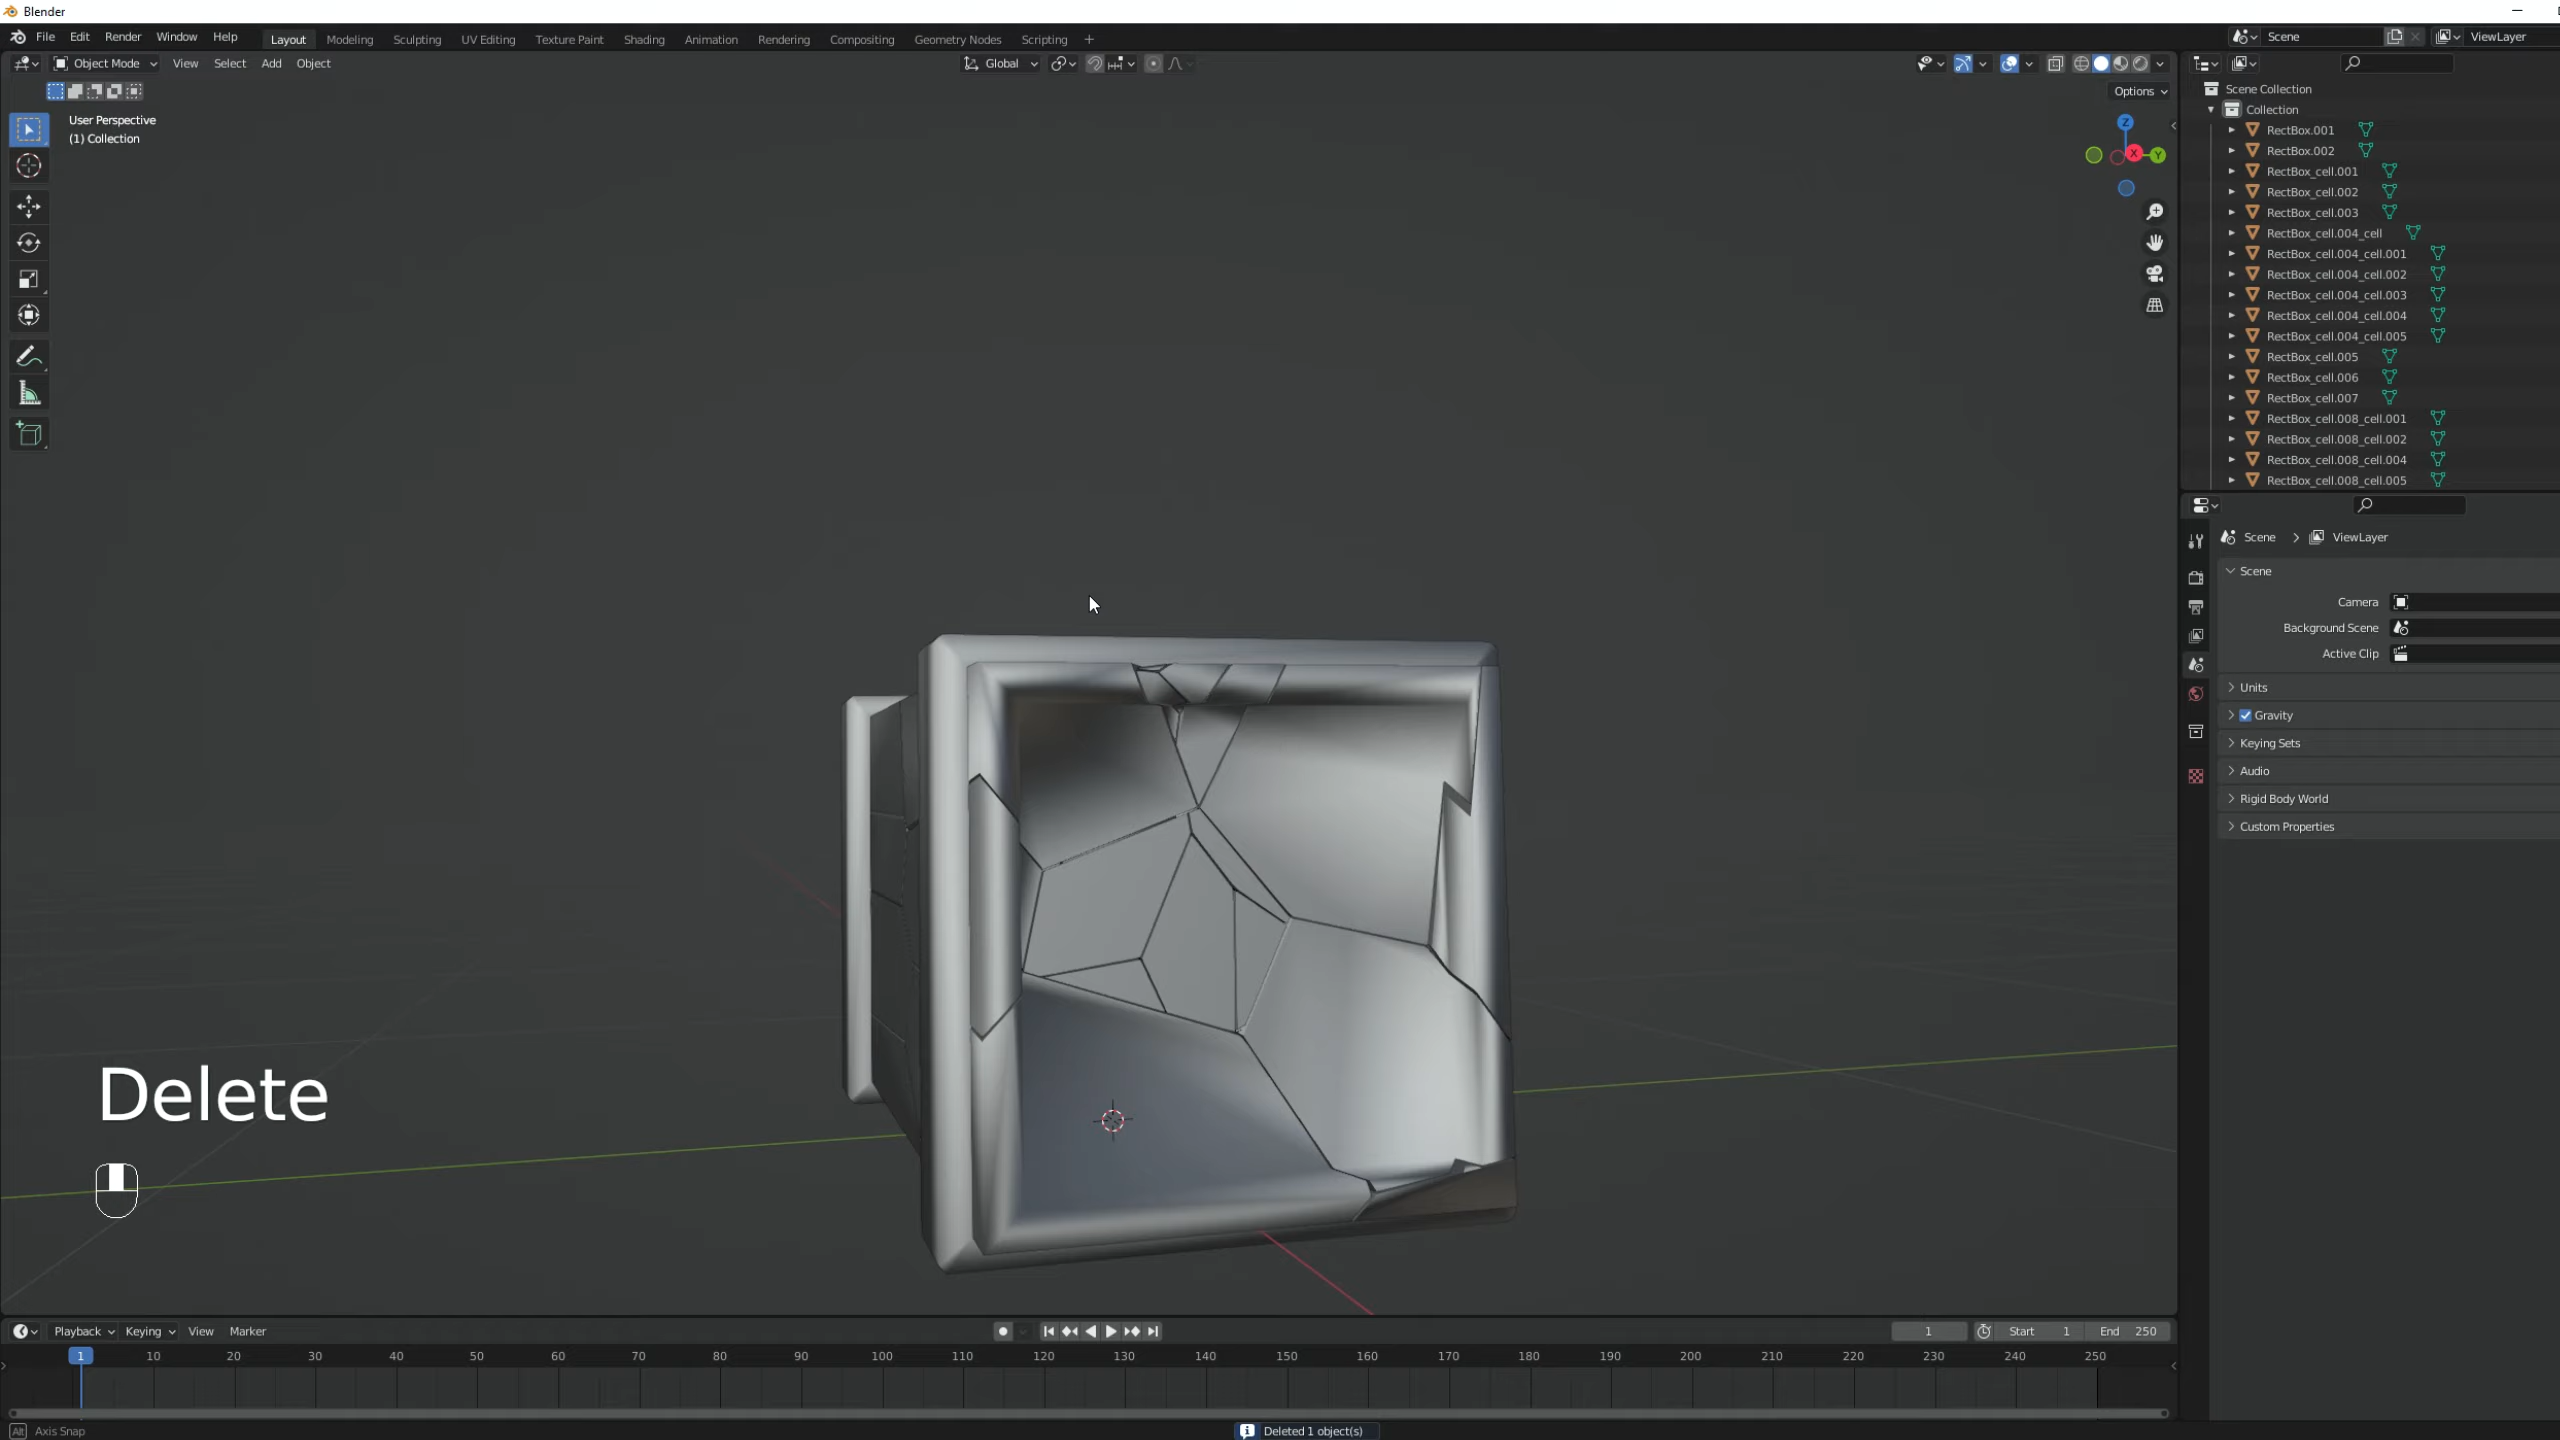 Blender
File Edit Render Window Help Layout Modeling Sculpting UV Editing Texture Paint Shading Animation Rendering Compositing Geometry Nodes Scripting + Scene ViewLayer
Object Mode View Select Add Object Global
Options
User Perspective
(1) Collection
Z
X
Y
Scene Collection
Collection
RectBox.001
RectBox.002
RectBox_cell.001
RectBox_cell.002
RectBox_cell.003
RectBox_cell.004_cell
RectBox_cell.004_cell.001
RectBox_cell.004_cell.002
RectBox_cell.004_cell.003
RectBox_cell.004_cell.004
RectBox_cell.004_cell.005
RectBox_cell.005
RectBox_cell.006
RectBox_cell.007
RectBox_cell.008_cell.001
RectBox_cell.008_cell.002
RectBox_cell.008_cell.004
RectBox_cell.008_cell.005
Scene > ViewLayer
Scene
Camera
Background Scene
Active Clip
Units
Gravity
Keying Sets
Audio
Rigid Body World
Custom Properties
Delete
Playback Keying View Marker 1 Start 1 End 250
1 10 20 30 40 50 60 70 80 90 100 110 120 130 140 150 160 170 180 190 200 210 220 230 240 250
Alt Axis Snap Deleted 1 object(s)